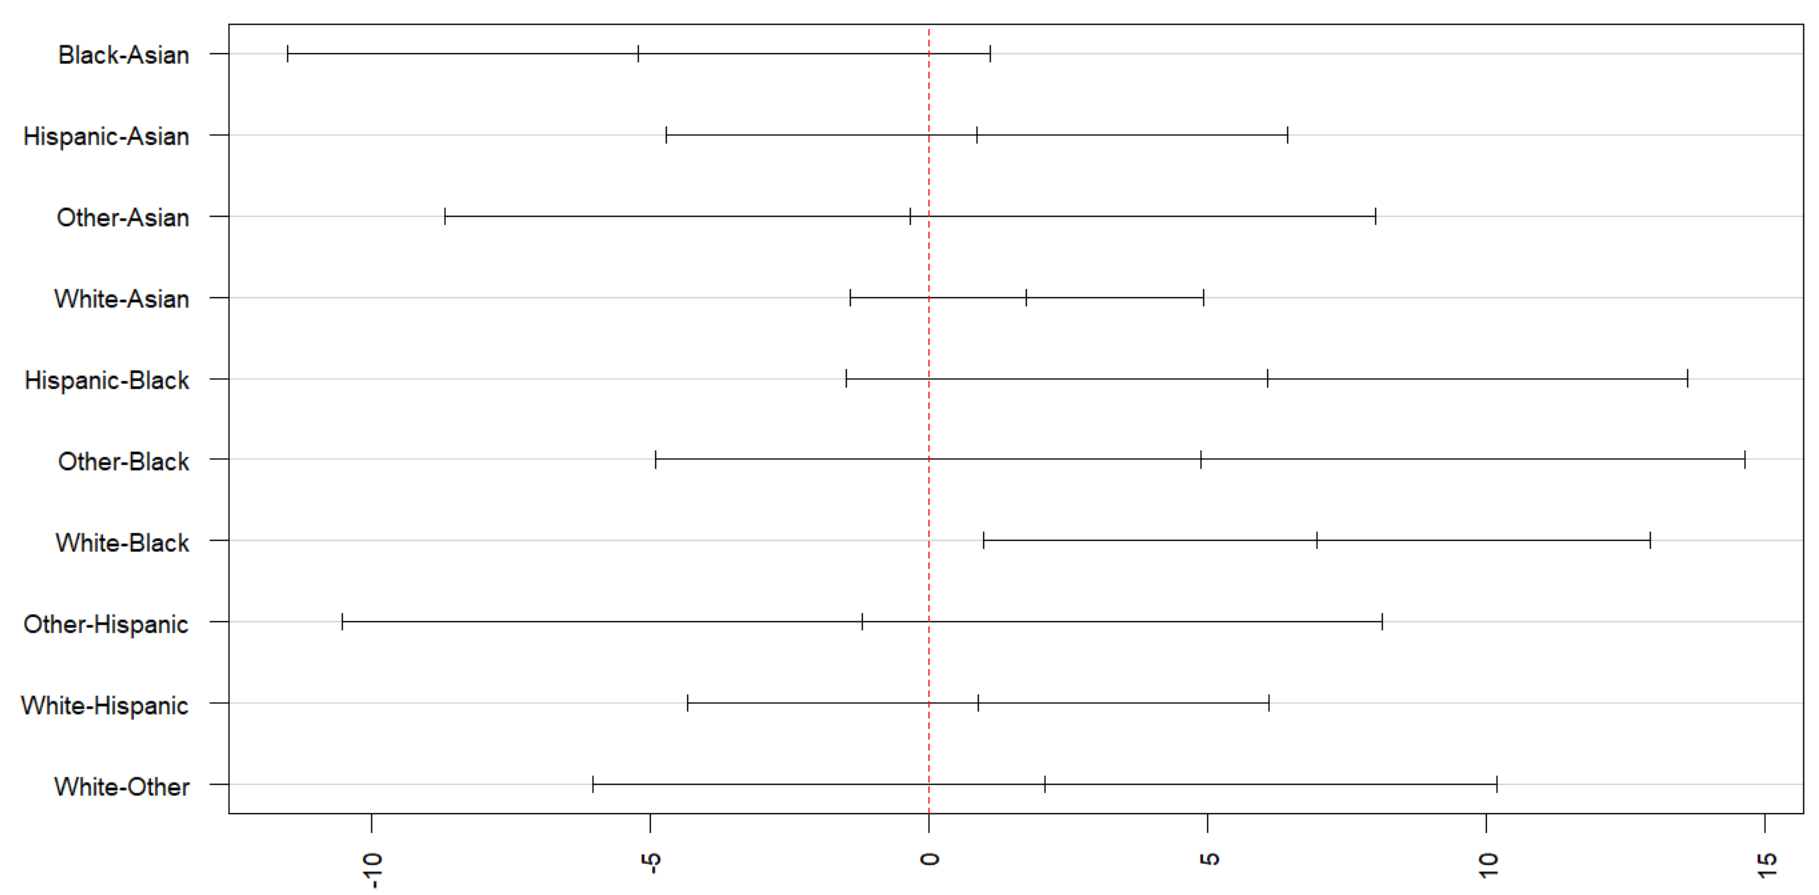 Black-Asian
Hispanic-Asian
Other-Asian
White-Asian
Hispanic-Black
Other-Black
White-Black
Other-Hispanic
White-Hispanic
White-Other
-10
-5
0
5
10
15